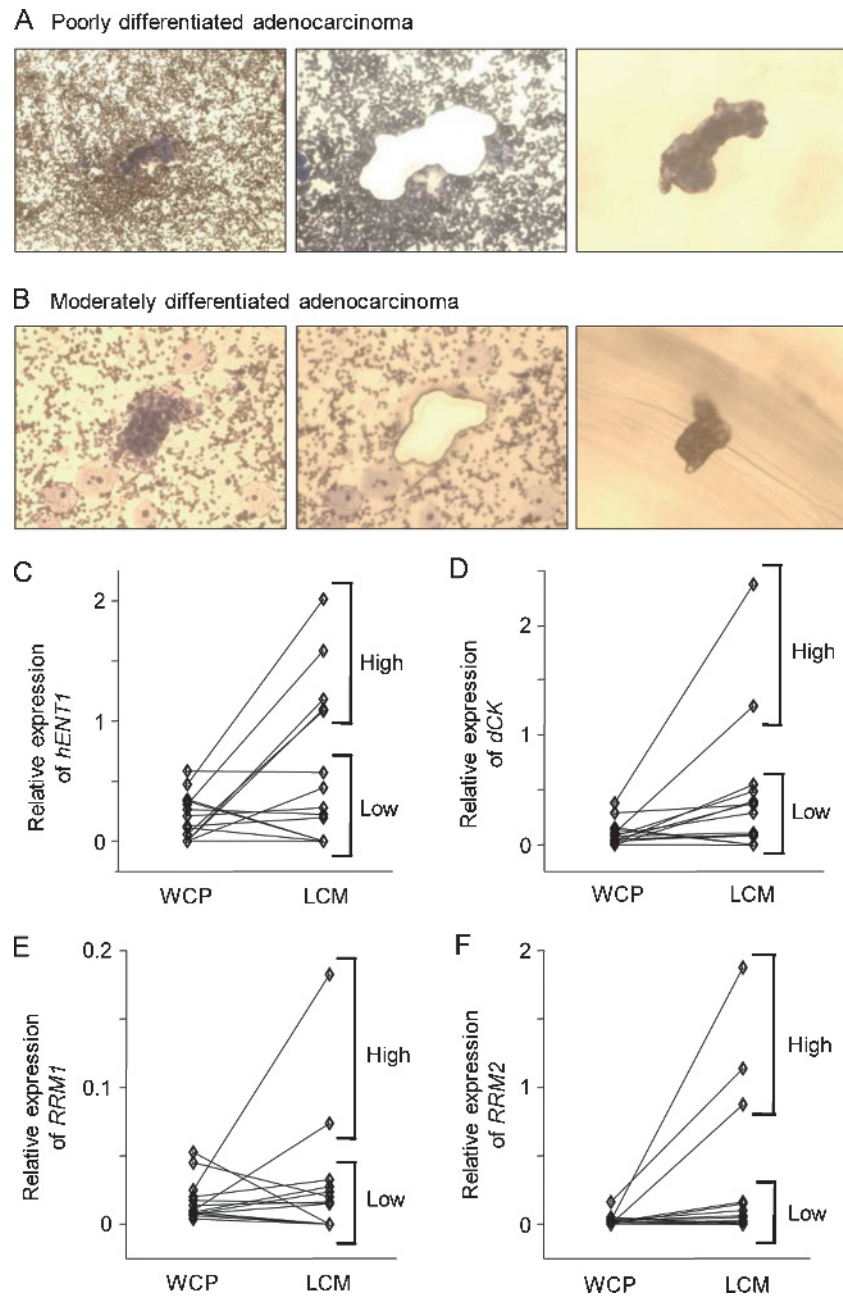 A Poorly differentiated adenocarcinoma
B Moderately differentiated adenocarcinoma
C
Relative expression
of hENT1
2
1
0
High
Low
WCP LCM
D
Relative expression
of dCK
2
1
0
High
Low
WCP LCM
E
Relative expression
of RRM1
0.2
0.1
0
High
Low
WCP LCM
F
Relative expression
of RRM2
2
1
0
High
Low
WCP LCM